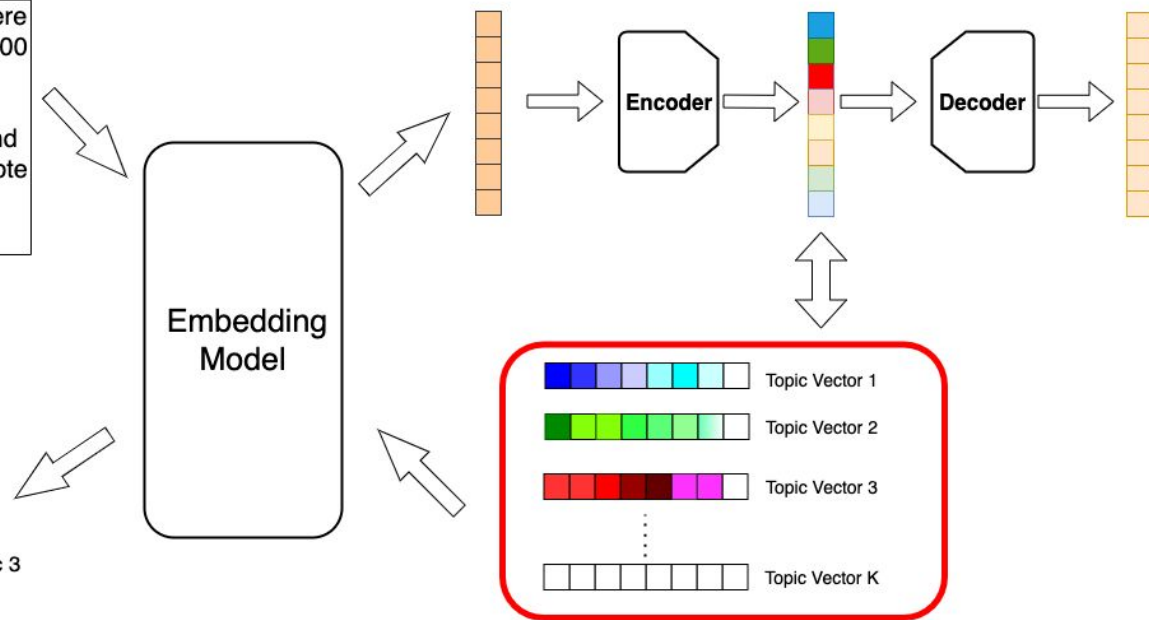 ere
00
nd
ote
Encoder
Decoder
Embedding
Model
Topic Vector 1
Topic Vector 2
Topic Vector 3
Topic Vector K
c 3